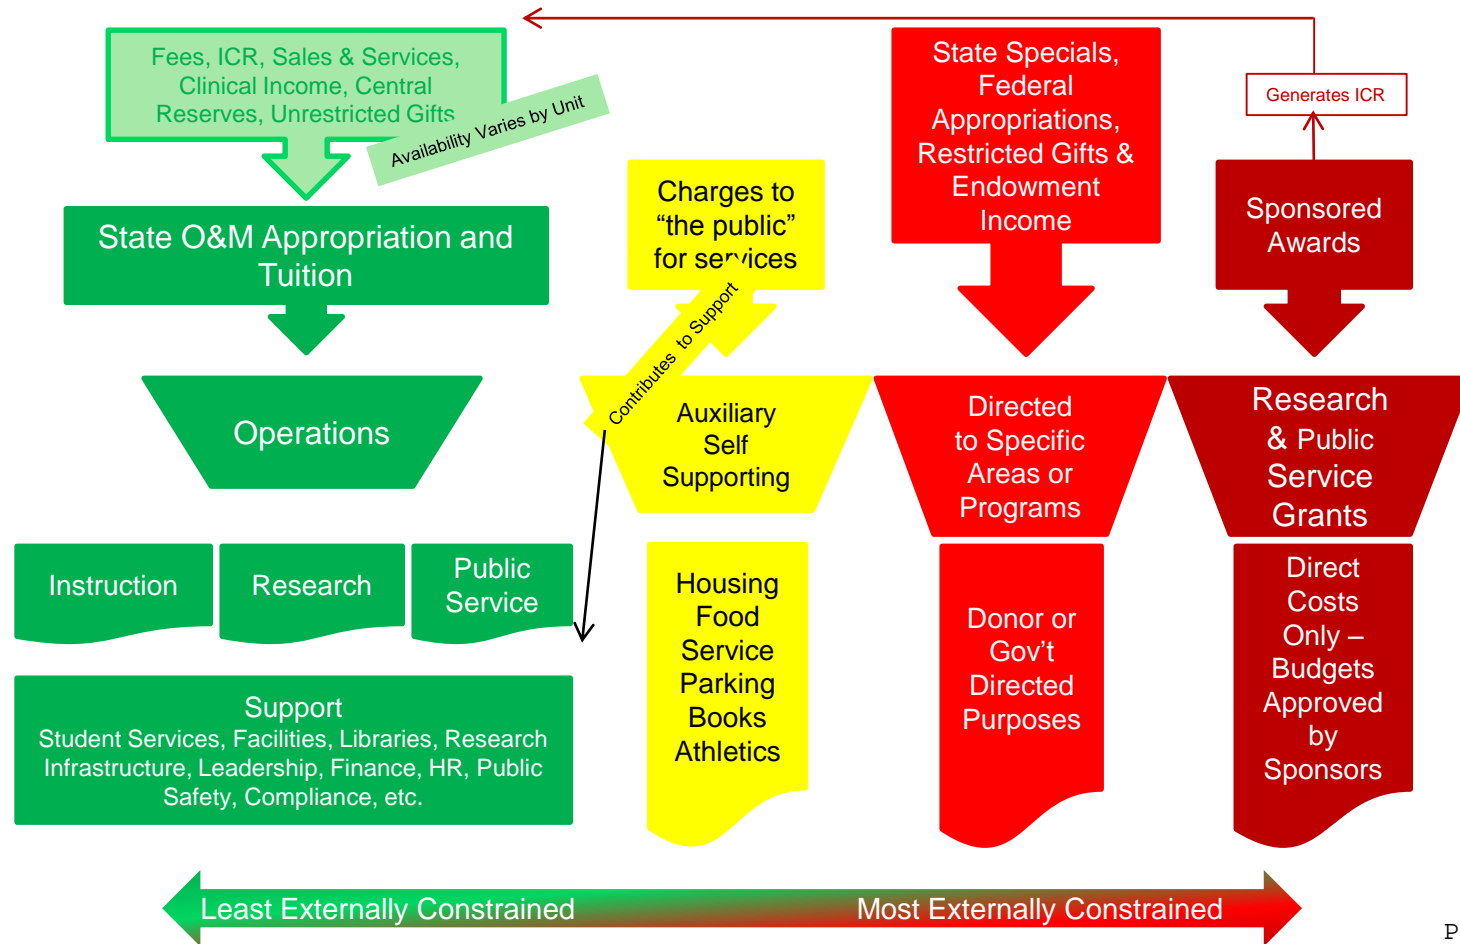 Fees, ICR, Sales & Services,
Clinical Income, Central
Reserves, Unrestricted Gifts
Availability Varies by Unit
State O&M Appropriation and
Tuition
Operations
Instruction
Research
Public
Service
Support
Student Services, Facilities, Libraries, Research
Infrastructure, Leadership, Finance, HR, Public
Safety, Compliance, etc.
Charges to
“the public”
for services
Contributes to Support
Auxiliary
Self
Supporting
Housing
Food
Service
Parking
Books
Athletics
State Specials,
Federal
Appropriations,
Restricted Gifts &
Endowment
Income
Directed
to Specific
Areas or
Programs
Donor or
Gov’t
Directed
Purposes
Generates ICR
Sponsored
Awards
Research
& Public
Service
Grants
Direct
Costs
Only –
Budgets
Approved
by
Sponsors
Least Externally Constrained
Most Externally Constrained
P